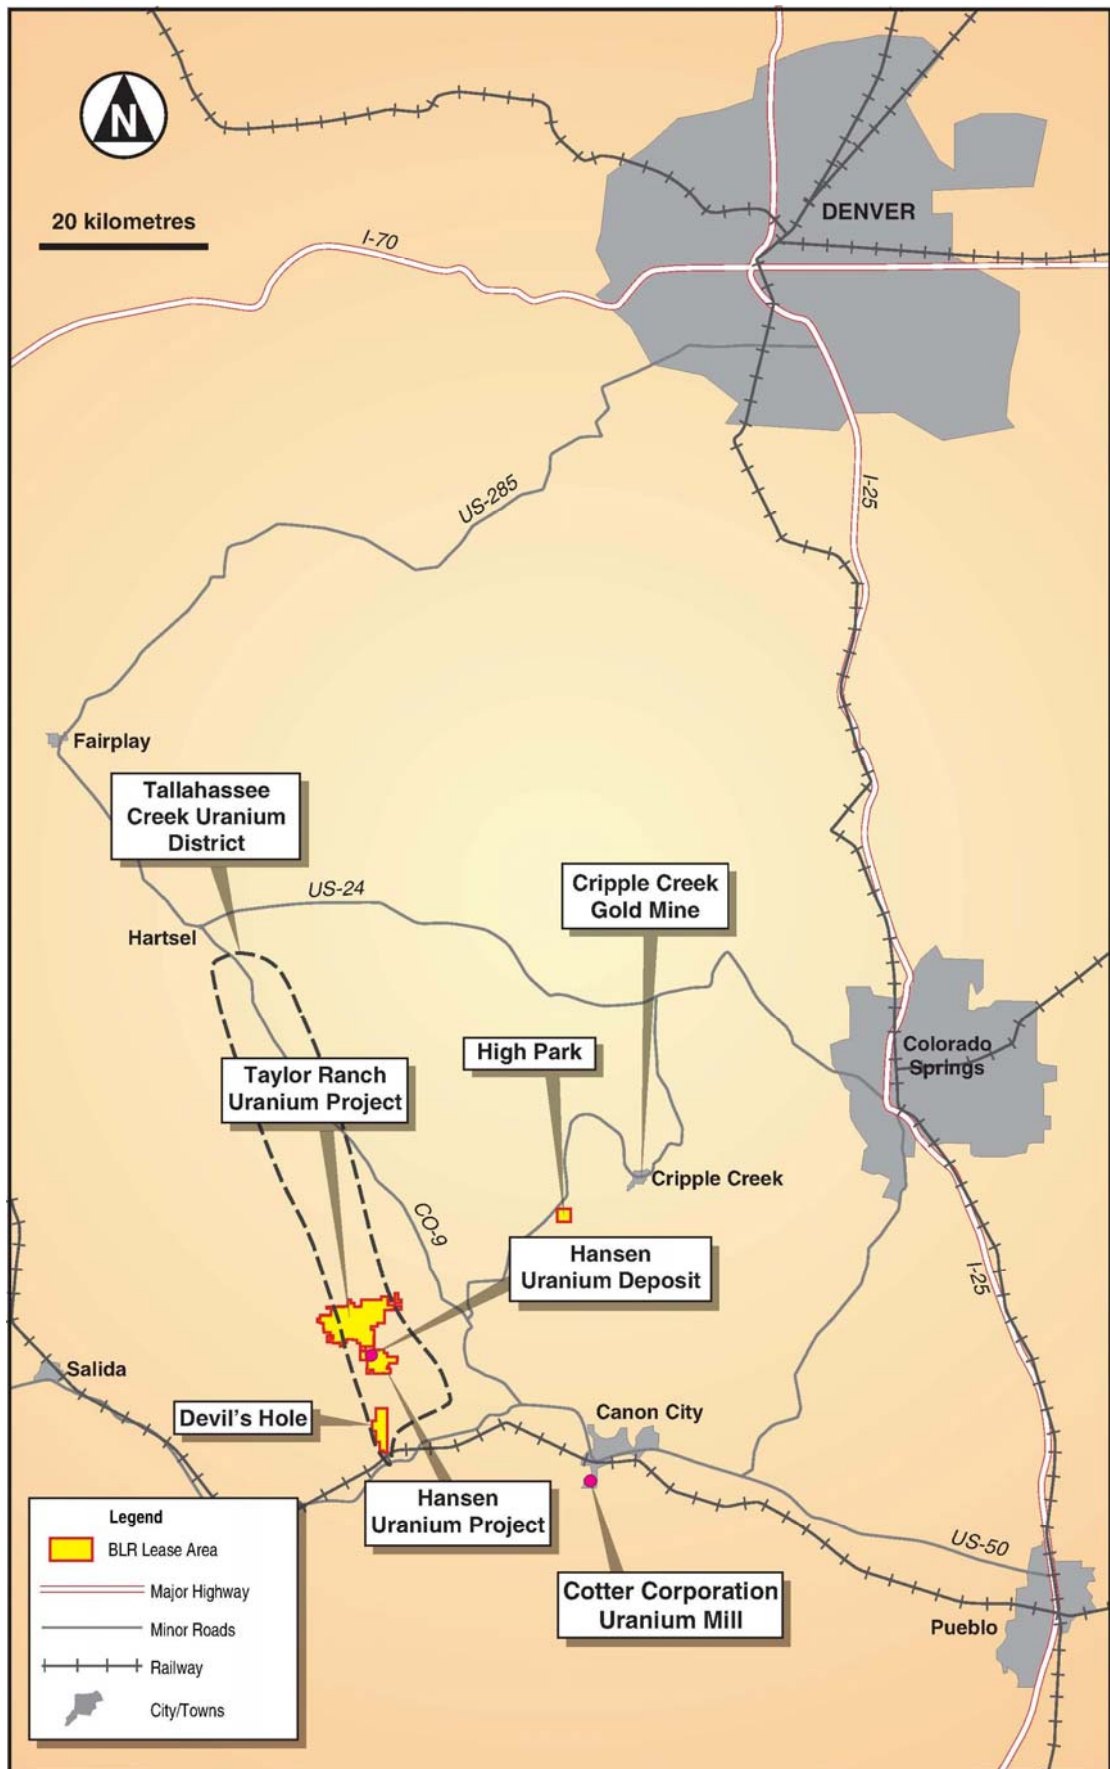 N
20 kilometres
I-70
DENVER
US-285
I-25
Fairplay
Tallahassee
Creek Uranium
District
US-24
Cripple Creek
Gold Mine
Hartsel
High Park
Colorado
Springs
Taylor Ranch
Uranium Project
Cripple Creek
CO-9
Hansen
Uranium Deposit
I-25
Salida
Devil's Hole
Canon City
Hansen
Uranium Project
US-50
Cotter Corporation
Uranium Mill
Pueblo
Legend
BLR Lease Area
Major Highway
Minor Roads
Railway
City/Towns